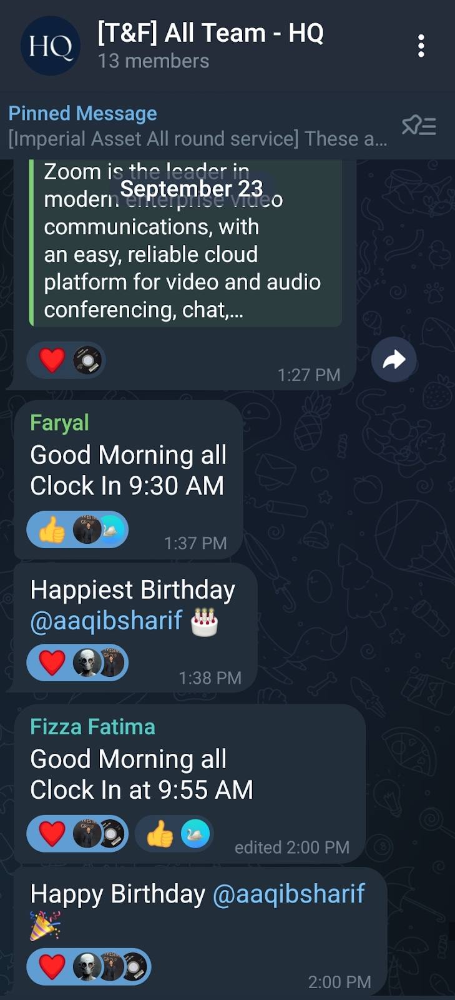 HQ
[T&F] All Team - HQ
13 members
Pinned Message
[Imperial Asset All round service] These a...
Zoom is the leader in
September 23
modern enterprise video
communications, with
an easy, reliable cloud
platform for video and audio
conferencing, chat,...
1:27 PM
Faryal
Good Morning all
Clock In 9:30 AM
1:37 PM
Happiest Birthday
@aaqibsharif 🎂
1:38 PM
Fizza Fatima
Good Morning all
Clock In at 9:55 AM
edited 2:00 PM
Happy Birthday @aaqibsharif
🎉
2:00 PM